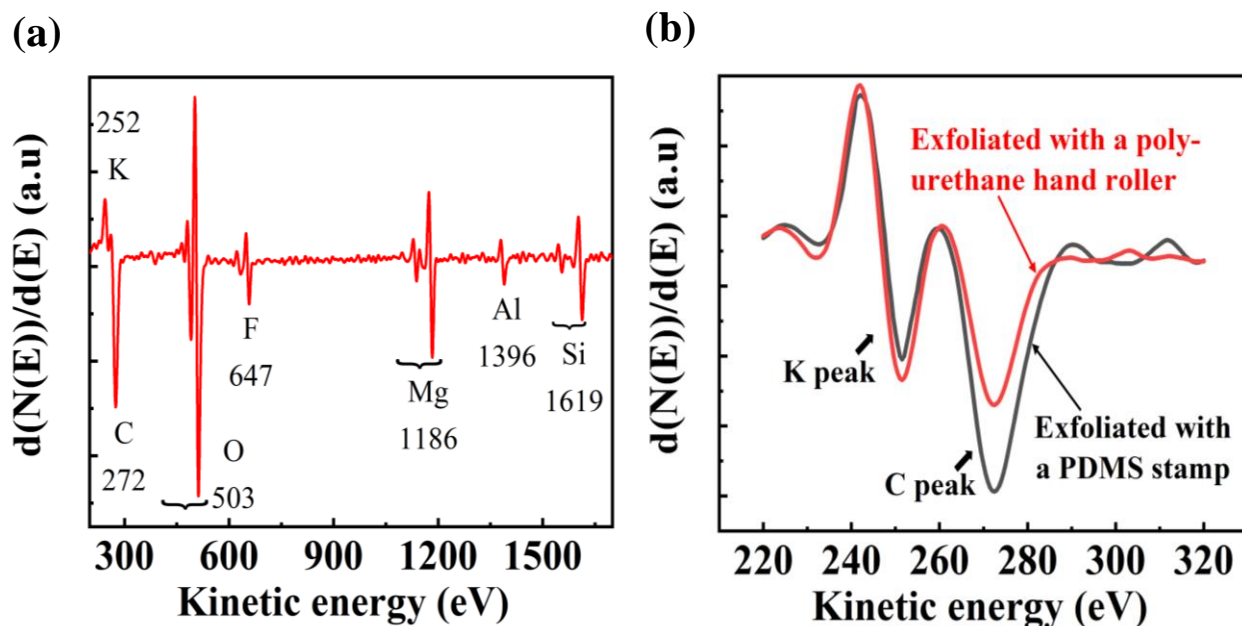 (a)
d(N(E))/d(E) (a.u)
252
K
C
272
O
503
F
647
Mg
1186
Al
1396
Si
1619
300 600 900 1200 1500
Kinetic energy (eV)
(b)
d(N(E))/d(E) (a.u)
Exfoliated with a poly-
urethane hand roller
K peak
C peak
Exfoliated with
a PDMS stamp
220 240 260 280 300 320
Kinetic energy (eV)